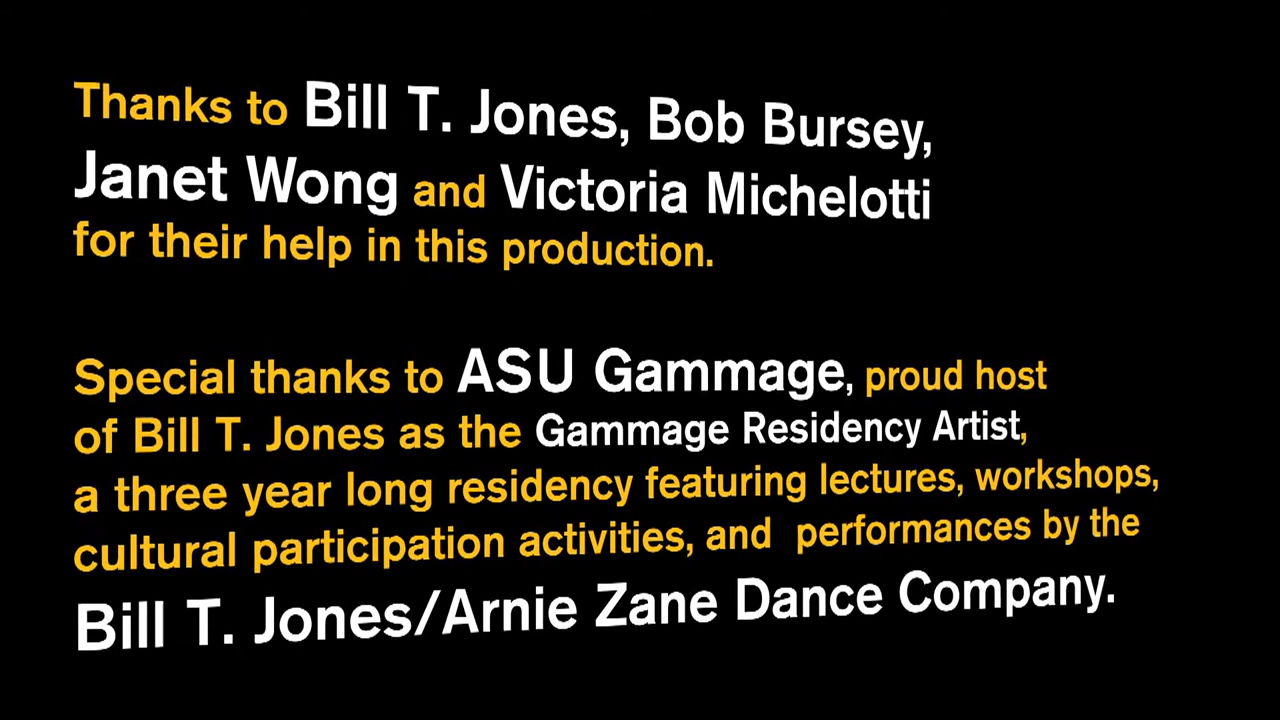 Thanks to Bill T. Jones, Bob Bursey,
Janet Wong and Victoria Michelotti
for their help in this production.
Special thanks to ASU Gammage, proud host
of Bill T. Jones as the Gammage Residency Artist,
a three year long residency featuring lectures, workshops,
cultural participation activities, and performances by the
Bill T. Jones/Arnie Zane Dance Company.